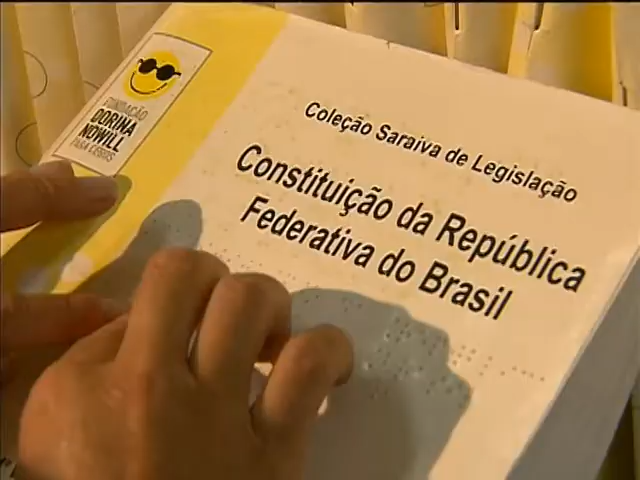 FUNDAÇÃO
DORINA
NOWILL
PARA CEGOS
Coleção Saraiva de Legislação
Constituição da República
Federativa do Brasil